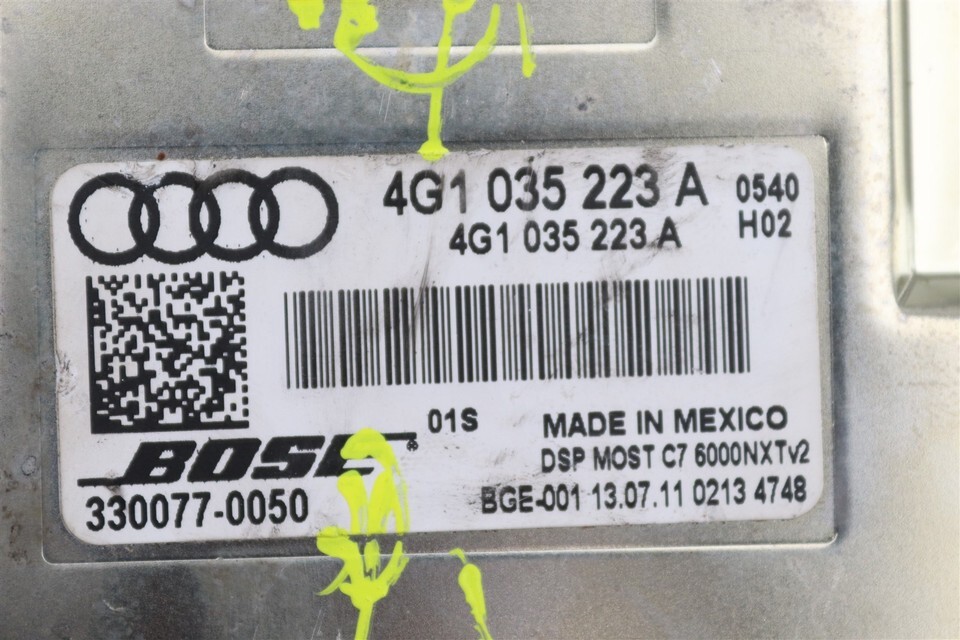 4G1 035 223 A 0540
4G1 035 223 A H02
01S
MADE IN MEXICO
DSP MOST C7 6000NXTv2
BOSE®
330077-0050
BGE-001 13.07.11 0213 4748